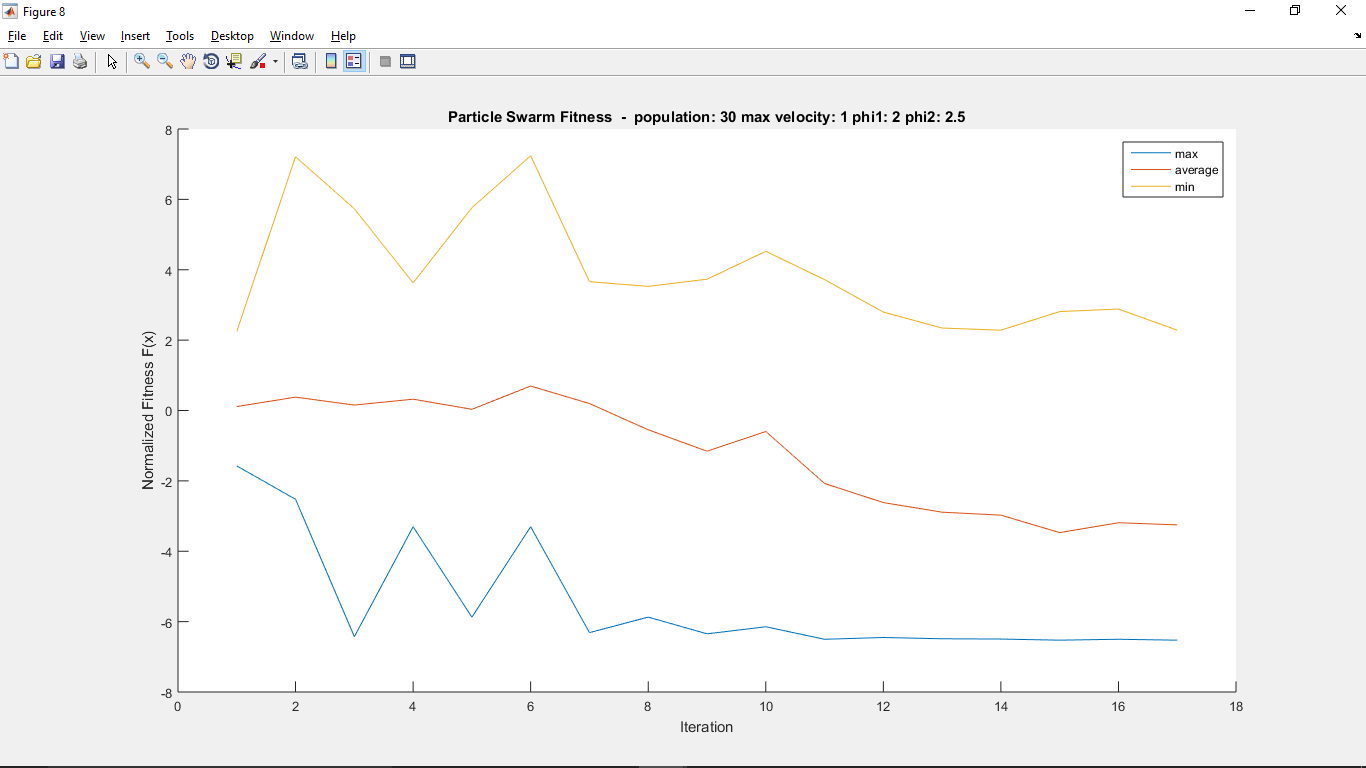 Figure 8
File Edit View Insert Tools Desktop Window Help
Particle Swarm Fitness - population: 30 max velocity: 1 phi1: 2 phi2: 2.5
max
average
min
8
6
4
2
0
-2
-4
-6
-8
Normalized Fitness F(x)
0 2 4 6 8 10 12 14 16 18
Iteration